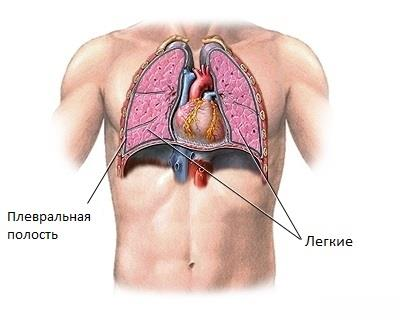 Плевральная
полость
Легкие